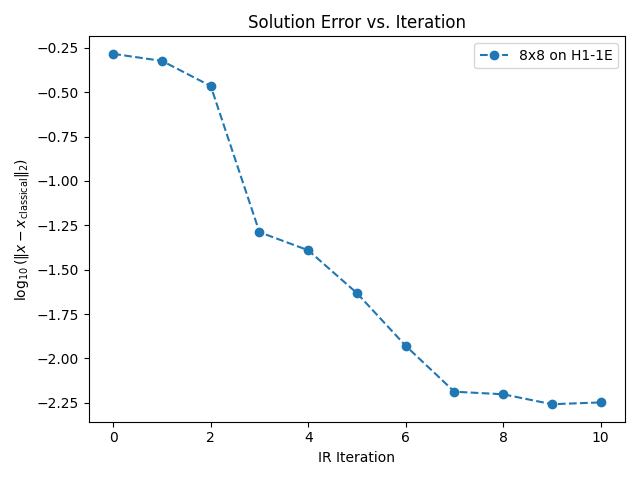 Solution Error vs. Iteration
8x8 on H1-1E
log₁₀(‖x − x_classical‖₂)
−0.25
−0.50
−0.75
−1.00
−1.25
−1.50
−1.75
−2.00
−2.25
0 2 4 6 8 10
IR Iteration